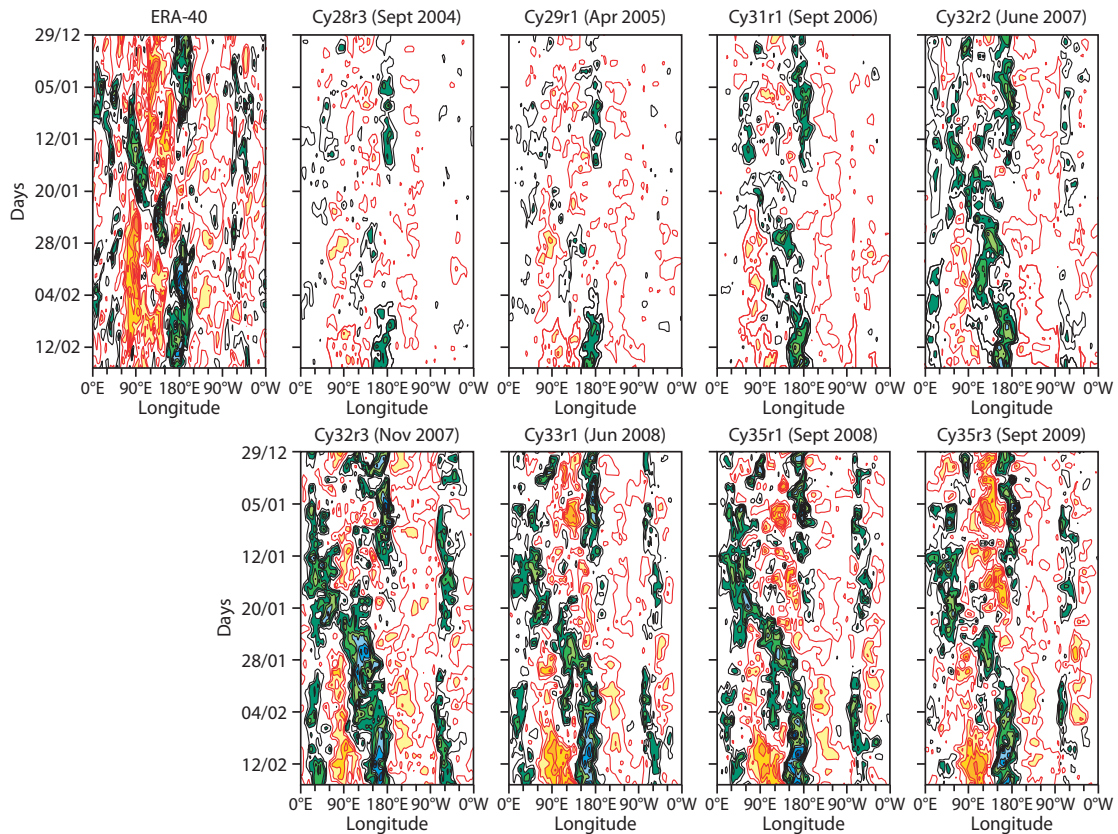 ERA-40 Cy28r3 (Sept 2004) Cy29r1 (Apr 2005) Cy31r1 (Sept 2006) Cy32r2 (June 2007)
29/12
05/01
12/01
20/01
28/01
04/02
12/02
Days
0°E 90°E 180°E 90°W 0°W 0°E 90°E 180°E 90°W 0°W 0°E 90°E 180°E 90°W 0°W 0°E 90°E 180°E 90°W 0°W 0°E 90°E 180°E 90°W 0°W
Longitude Longitude Longitude Longitude Longitude
Cy32r3 (Nov 2007) Cy33r1 (Jun 2008) Cy35r1 (Sept 2008) Cy35r3 (Sept 2009)
29/12
05/01
12/01
20/01
28/01
04/02
12/02
Days
0°E 90°E 180°E 90°W 0°W 0°E 90°E 180°E 90°W 0°W 0°E 90°E 180°E 90°W 0°W 0°E 90°E 180°E 90°W 0°W
Longitude Longitude Longitude Longitude